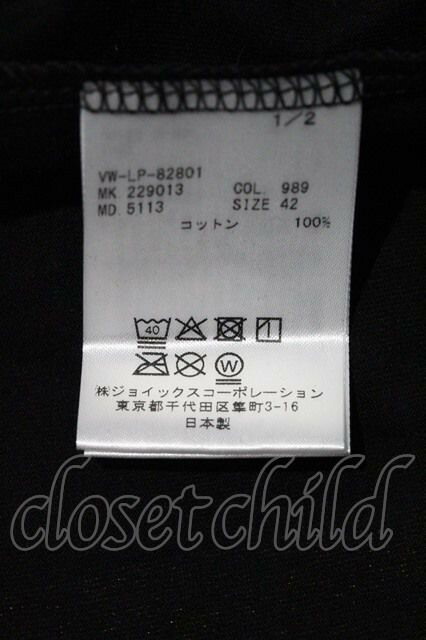 1/2
VW-LP-82801
MK. 229013 COL. 989
MD. 5113 SIZE 42
コットン 100%
40
W
㈱ジョイックスコーポレーション
東京都千代田区隼町3-16
日本製
closetchild